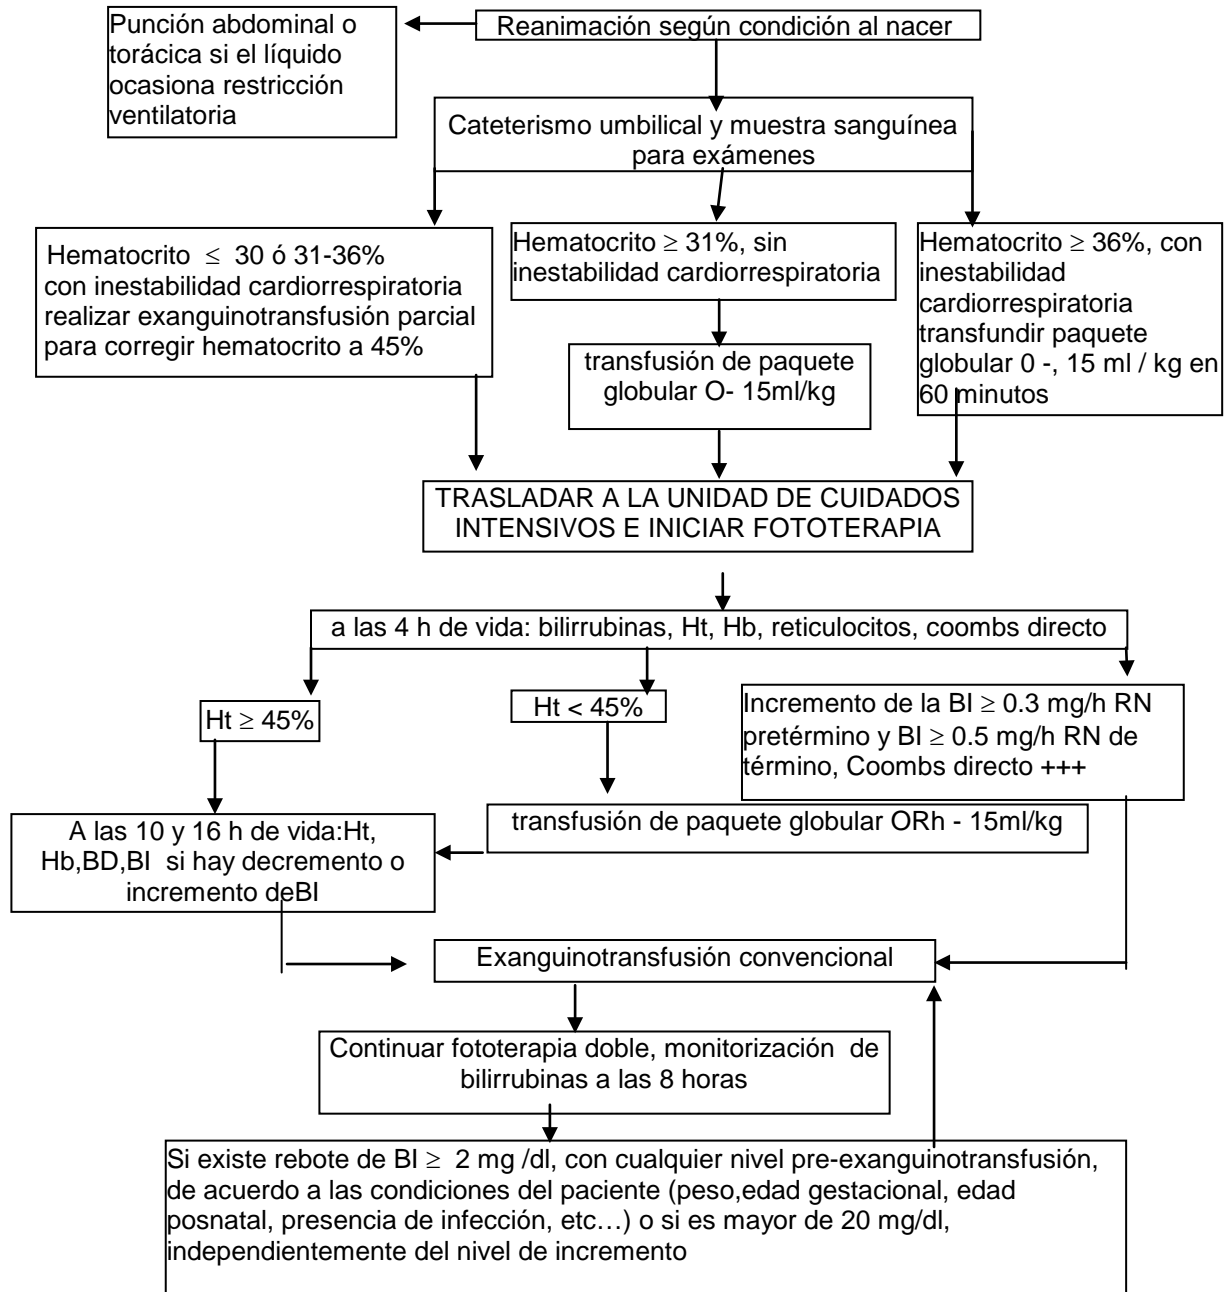 Reanimación según condición al nacer
Punción abdominal o
torácica si el líquido
ocasiona restricción
ventilatoria
Cateterismo umbilical y muestra sanguínea
para exámenes
Hematocrito ≤ 30 ó 31-36%
con inestabilidad cardiorrespiratoria
realizar exanguinotransfusión parcial
para corregir hematocrito a 45%
Hematocrito ≥ 31%, sin
inestabilidad cardiorrespiratoria
transfusión de paquete
globular O- 15ml/kg
Hematocrito ≥ 36%, con
inestabilidad
cardiorrespiratoria
transfundir paquete
globular 0 -, 15 ml / kg en
60 minutos
TRASLADAR A LA UNIDAD DE CUIDADOS
INTENSIVOS E INICIAR FOTOTERAPIA
a las 4 h de vida: bilirrubinas, Ht, Hb, reticulocitos, coombs directo
Ht ≥ 45%
Ht < 45%
Incremento de la BI ≥ 0.3 mg/h RN
pretérmino y BI ≥ 0.5 mg/h RN de
término, Coombs directo +++
transfusión de paquete globular ORh - 15ml/kg
A las 10 y 16 h de vida:Ht,
Hb,BD,BI si hay decremento o
incremento deBI
Exanguinotransfusión convencional
Continuar fototerapia doble, monitorización de
bilirrubinas a las 8 horas
Si existe rebote de BI ≥ 2 mg /dl, con cualquier nivel pre-exanguinotransfusión,
de acuerdo a las condiciones del paciente (peso,edad gestacional, edad
posnatal, presencia de infección, etc…) o si es mayor de 20 mg/dl,
independientemente del nivel de incremento